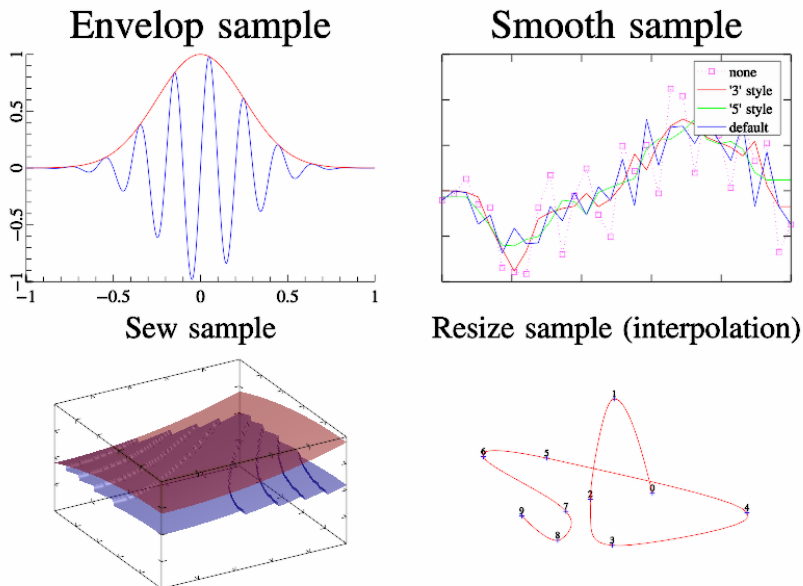 Envelop sample
Smooth sample
1
0.5
0
−0.5
−1
−1
−0.5
0
0.5
1
none
'3' style
'5' style
default
Sew sample
Resize sample (interpolation)
1
6
5
0
2
9
7
4
8
3